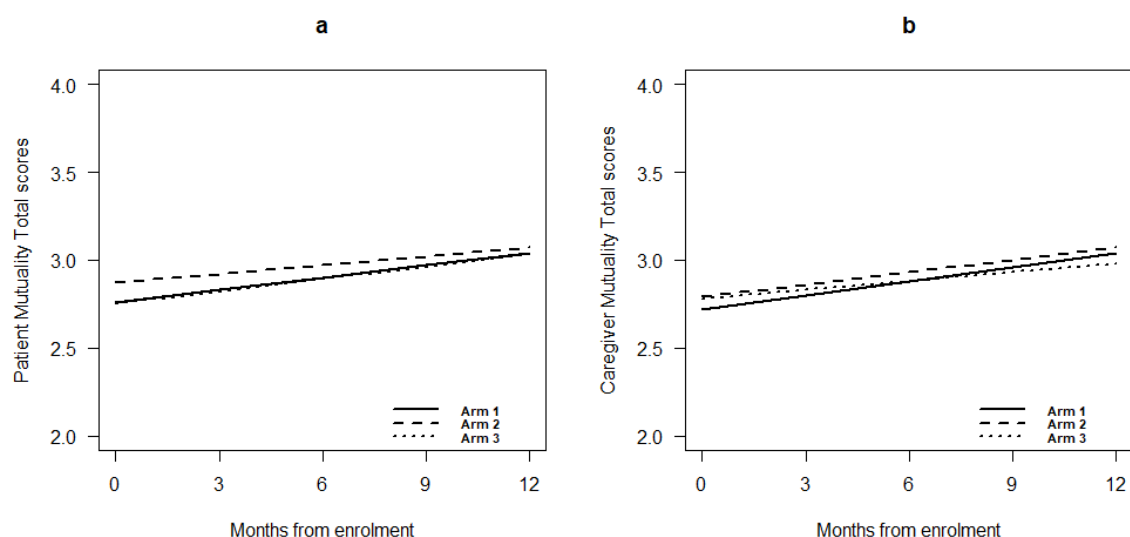 a
Patient Mutuality Total scores
4.0
3.5
3.0
2.5
2.0
Arm 1
Arm 2
Arm 3
0 3 6 9 12
Months from enrolment
b
Caregiver Mutuality Total scores
4.0
3.5
3.0
2.5
2.0
Arm 1
Arm 2
Arm 3
0 3 6 9 12
Months from enrolment